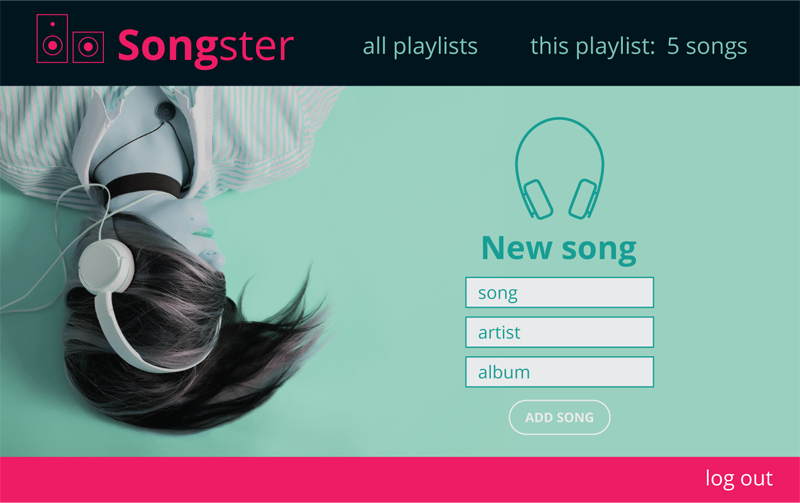 Songster
all playlists
this playlist: 5 songs
New song
song
artist
album
ADD SONG
log out